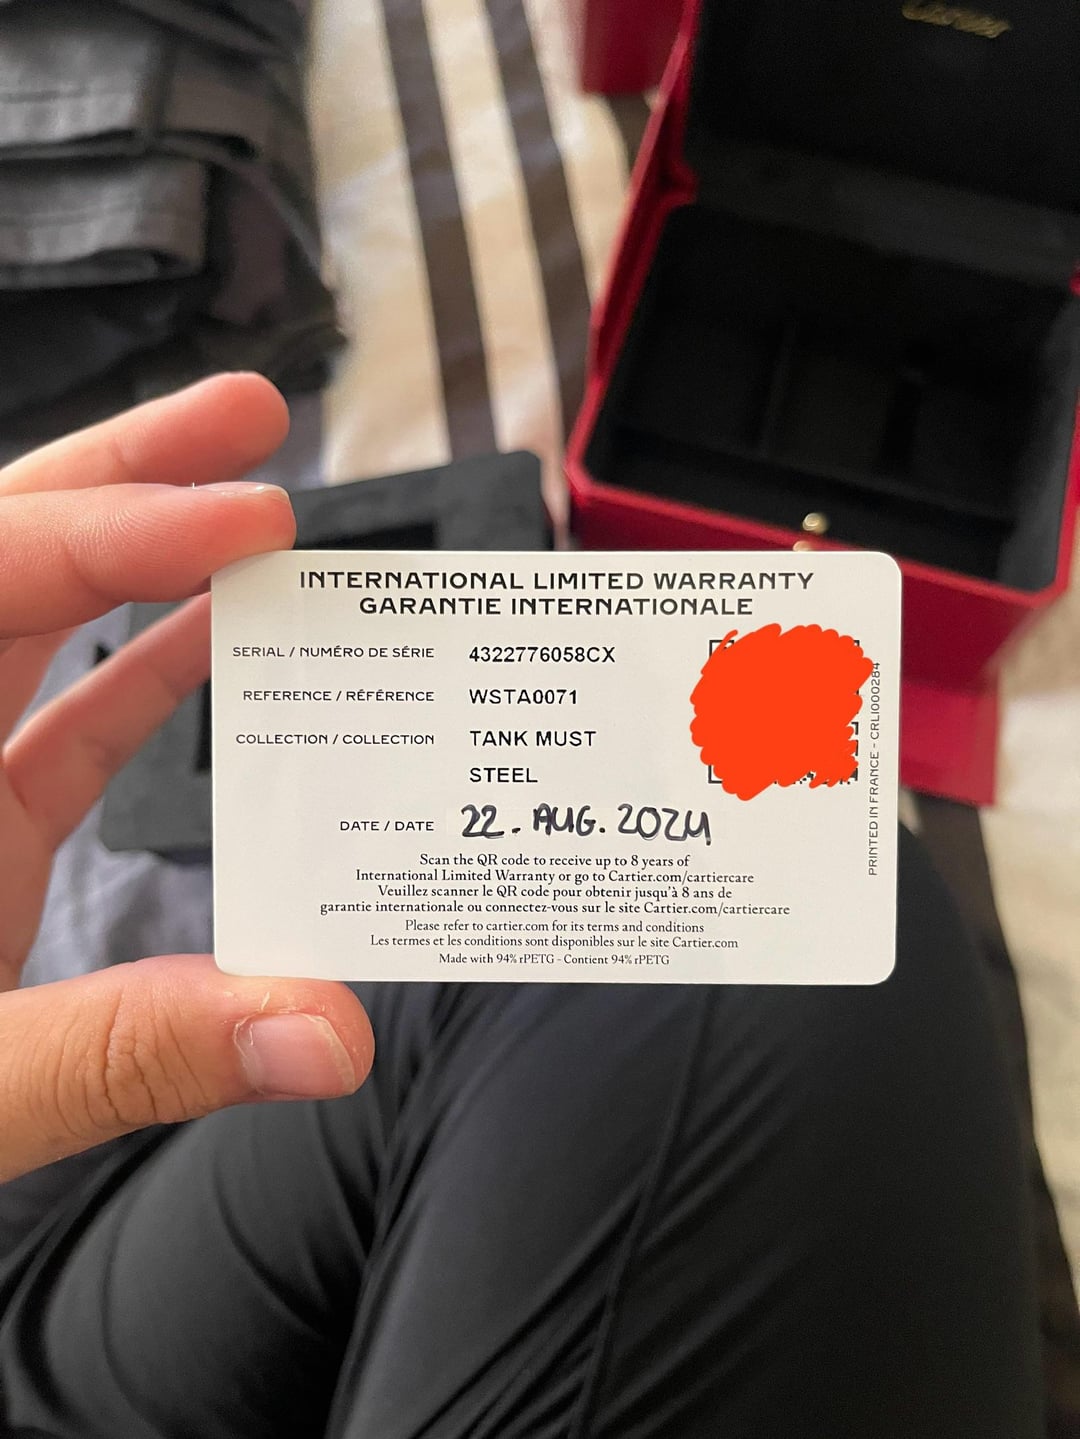 Cartier
INTERNATIONAL LIMITED WARRANTY
GARANTIE INTERNATIONALE
SERIAL / NUMÉRO DE SÉRIE 4322776058CX
REFERENCE / RÉFÉRENCE WSTA0071
COLLECTION / COLLECTION TANK MUST
STEEL
DATE / DATE 22. AUG. 2024
Scan the QR code to receive up to 8 years of
International Limited Warranty or go to Cartier.com/cartiercare
Veuillez scanner le QR code pour obtenir jusqu'à 8 ans de
garantie internationale ou connectez-vous sur le site Cartier.com/cartiercare
Please refer to cartier.com for its terms and conditions
Les termes et les conditions sont disponibles sur le site Cartier.com
Made with 94% rPETG - Contient 94% rPETG
PRINTED IN FRANCE - CRLI000284